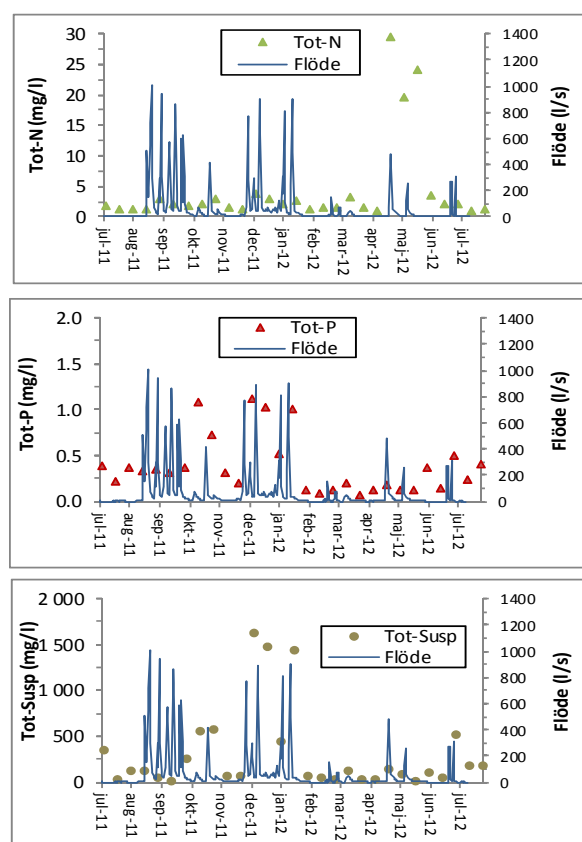 Tot-N (mg/l)
30
25
20
15
10
5
0
Tot-N
Flöde
1400
1200
1000
800
600
400
200
0
Flöde (l/s)
jul-11
aug-11
sep-11
okt-11
nov-11
dec-11
jan-12
feb-12
mar-12
apr-12
maj-12
jun-12
jul-12
Tot-P (mg/l)
2.0
1.5
1.0
0.5
0.0
Tot-P
Flöde
1400
1200
1000
800
600
400
200
0
Flöde (l/s)
jul-11
aug-11
sep-11
okt-11
nov-11
dec-11
jan-12
feb-12
mar-12
apr-12
maj-12
jun-12
jul-12
Tot-Susp (mg/l)
2 000
1 500
1 000
500
0
Tot-Susp
Flöde
1400
1200
1000
800
600
400
200
0
Flöde (l/s)
jul-11
aug-11
sep-11
okt-11
nov-11
dec-11
jan-12
feb-12
mar-12
apr-12
maj-12
jun-12
jul-12